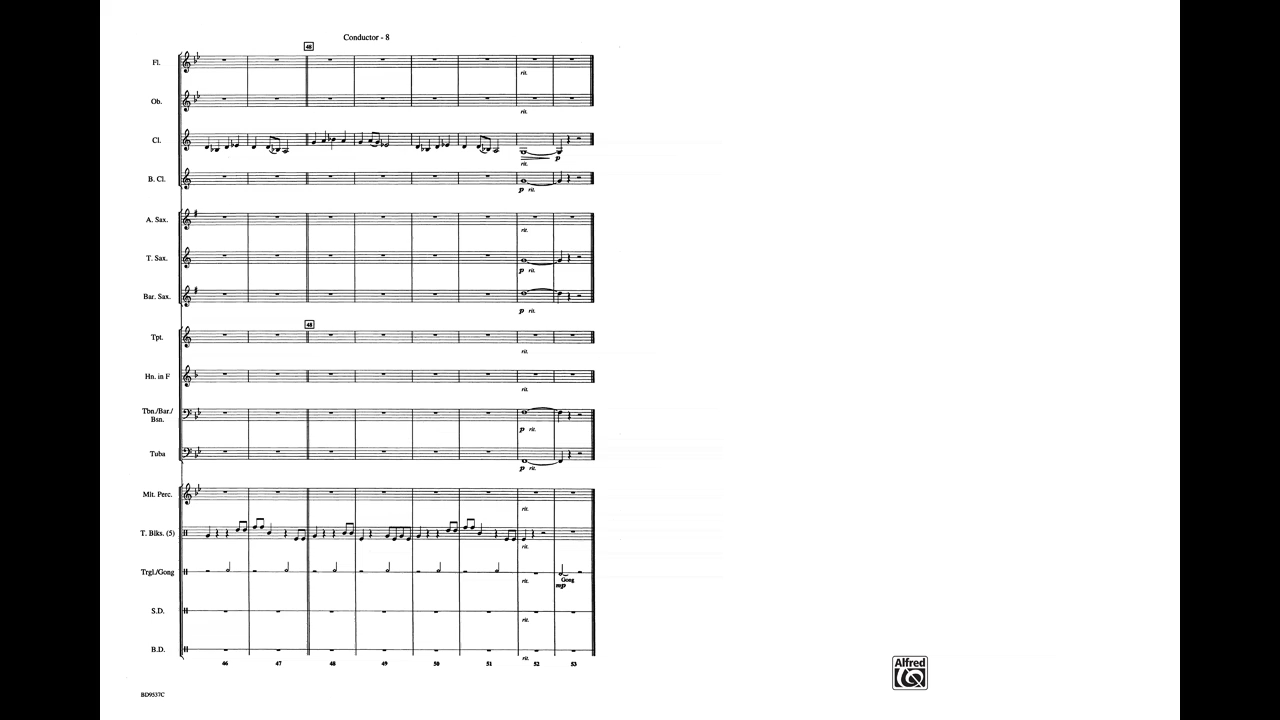 Conductor - 8
48
Fl.
rit.
Ob.
rit.
Cl.
p
rit.
B. Cl.
p rit.
A. Sax.
rit.
T. Sax.
p rit.
Bar. Sax.
p rit.
48
Tpt.
rit.
Hn. in F
rit.
Tbn./Bar./
Bsn.
p rit.
Tuba
p rit.
Mlt. Perc.
rit.
T. Blks. (5)
rit.
Trgl./Gong
Gong
rit.
mp
S.D.
rit.
B.D.
rit.
46 47 48 49 50 51 52 53
BD9537C
Alfred